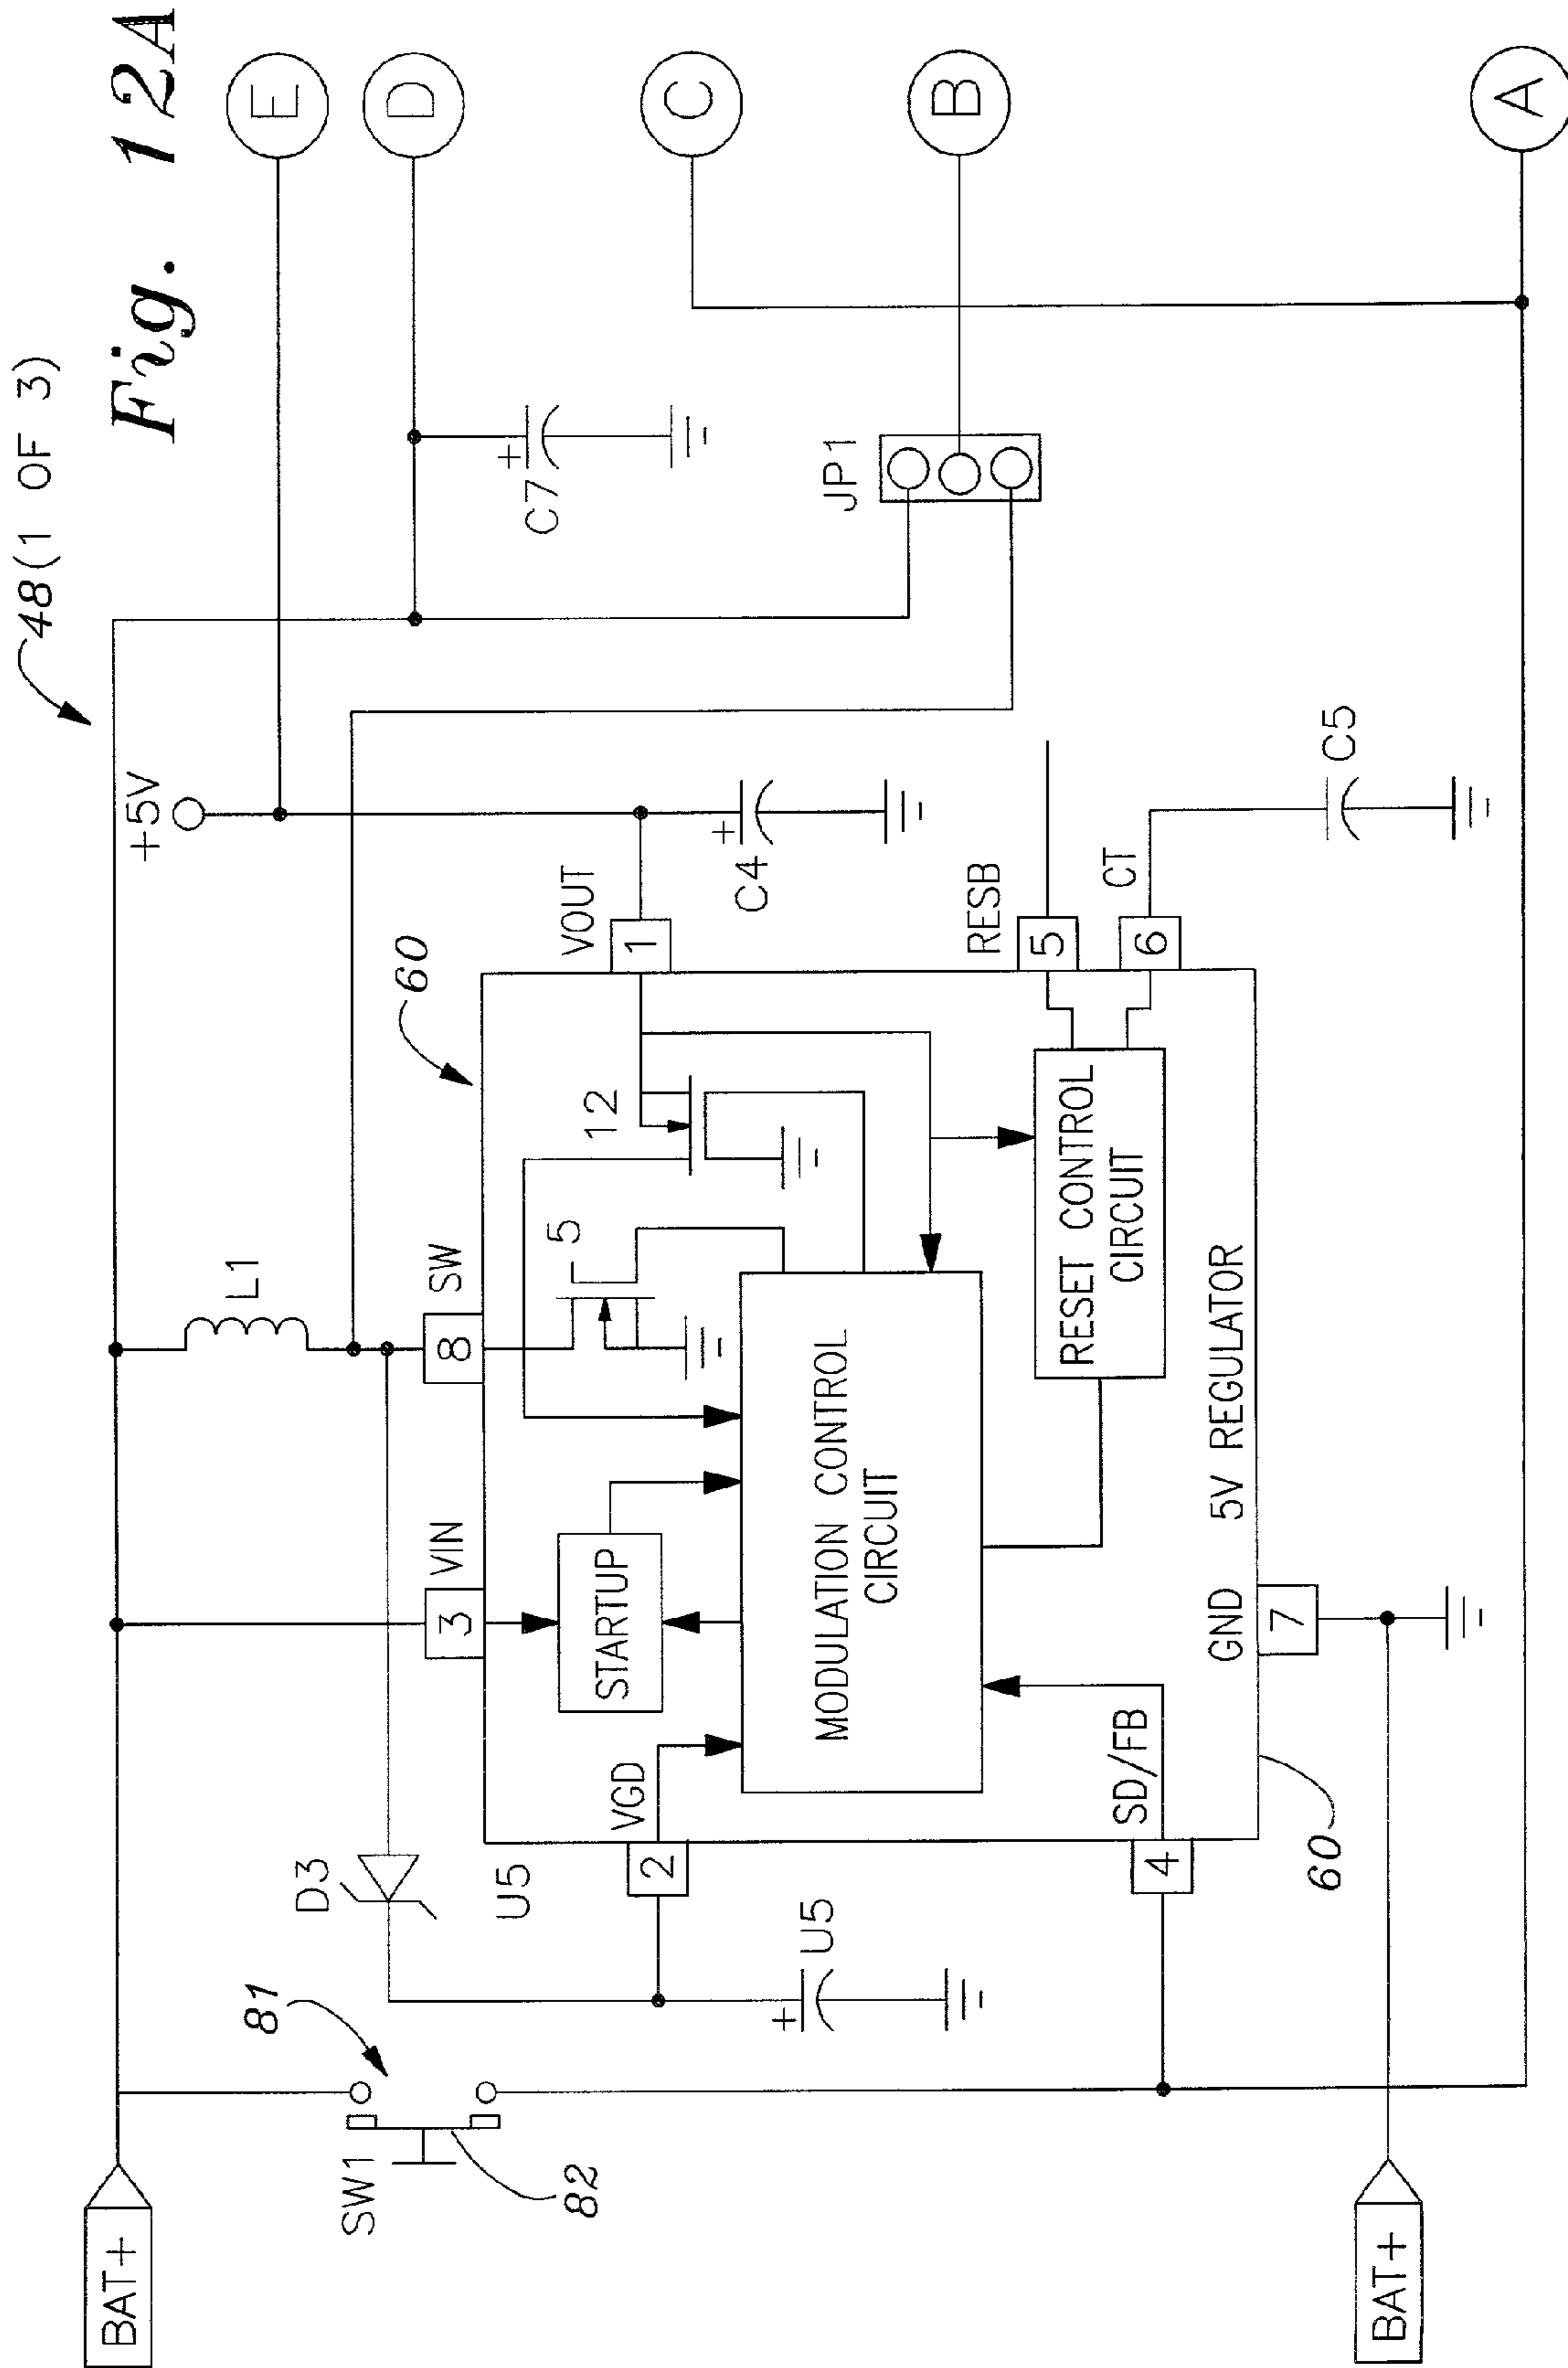 48(1 OF 3)
Fig. 12A
BAT+
+5V
E
D
L1
D3
C7
SW1
81
82
60
3
VIN
8
SW
U5
5
12
STARTUP
VGD
2
VOUT
1
U5
C4
C
JP1
B
MODULATION CONTROL
CIRCUIT
RESB
5
RESET CONTROL
CIRCUIT
CT
6
SD/FB
4
GND
5V REGULATOR
7
60
C5
BAT+
A